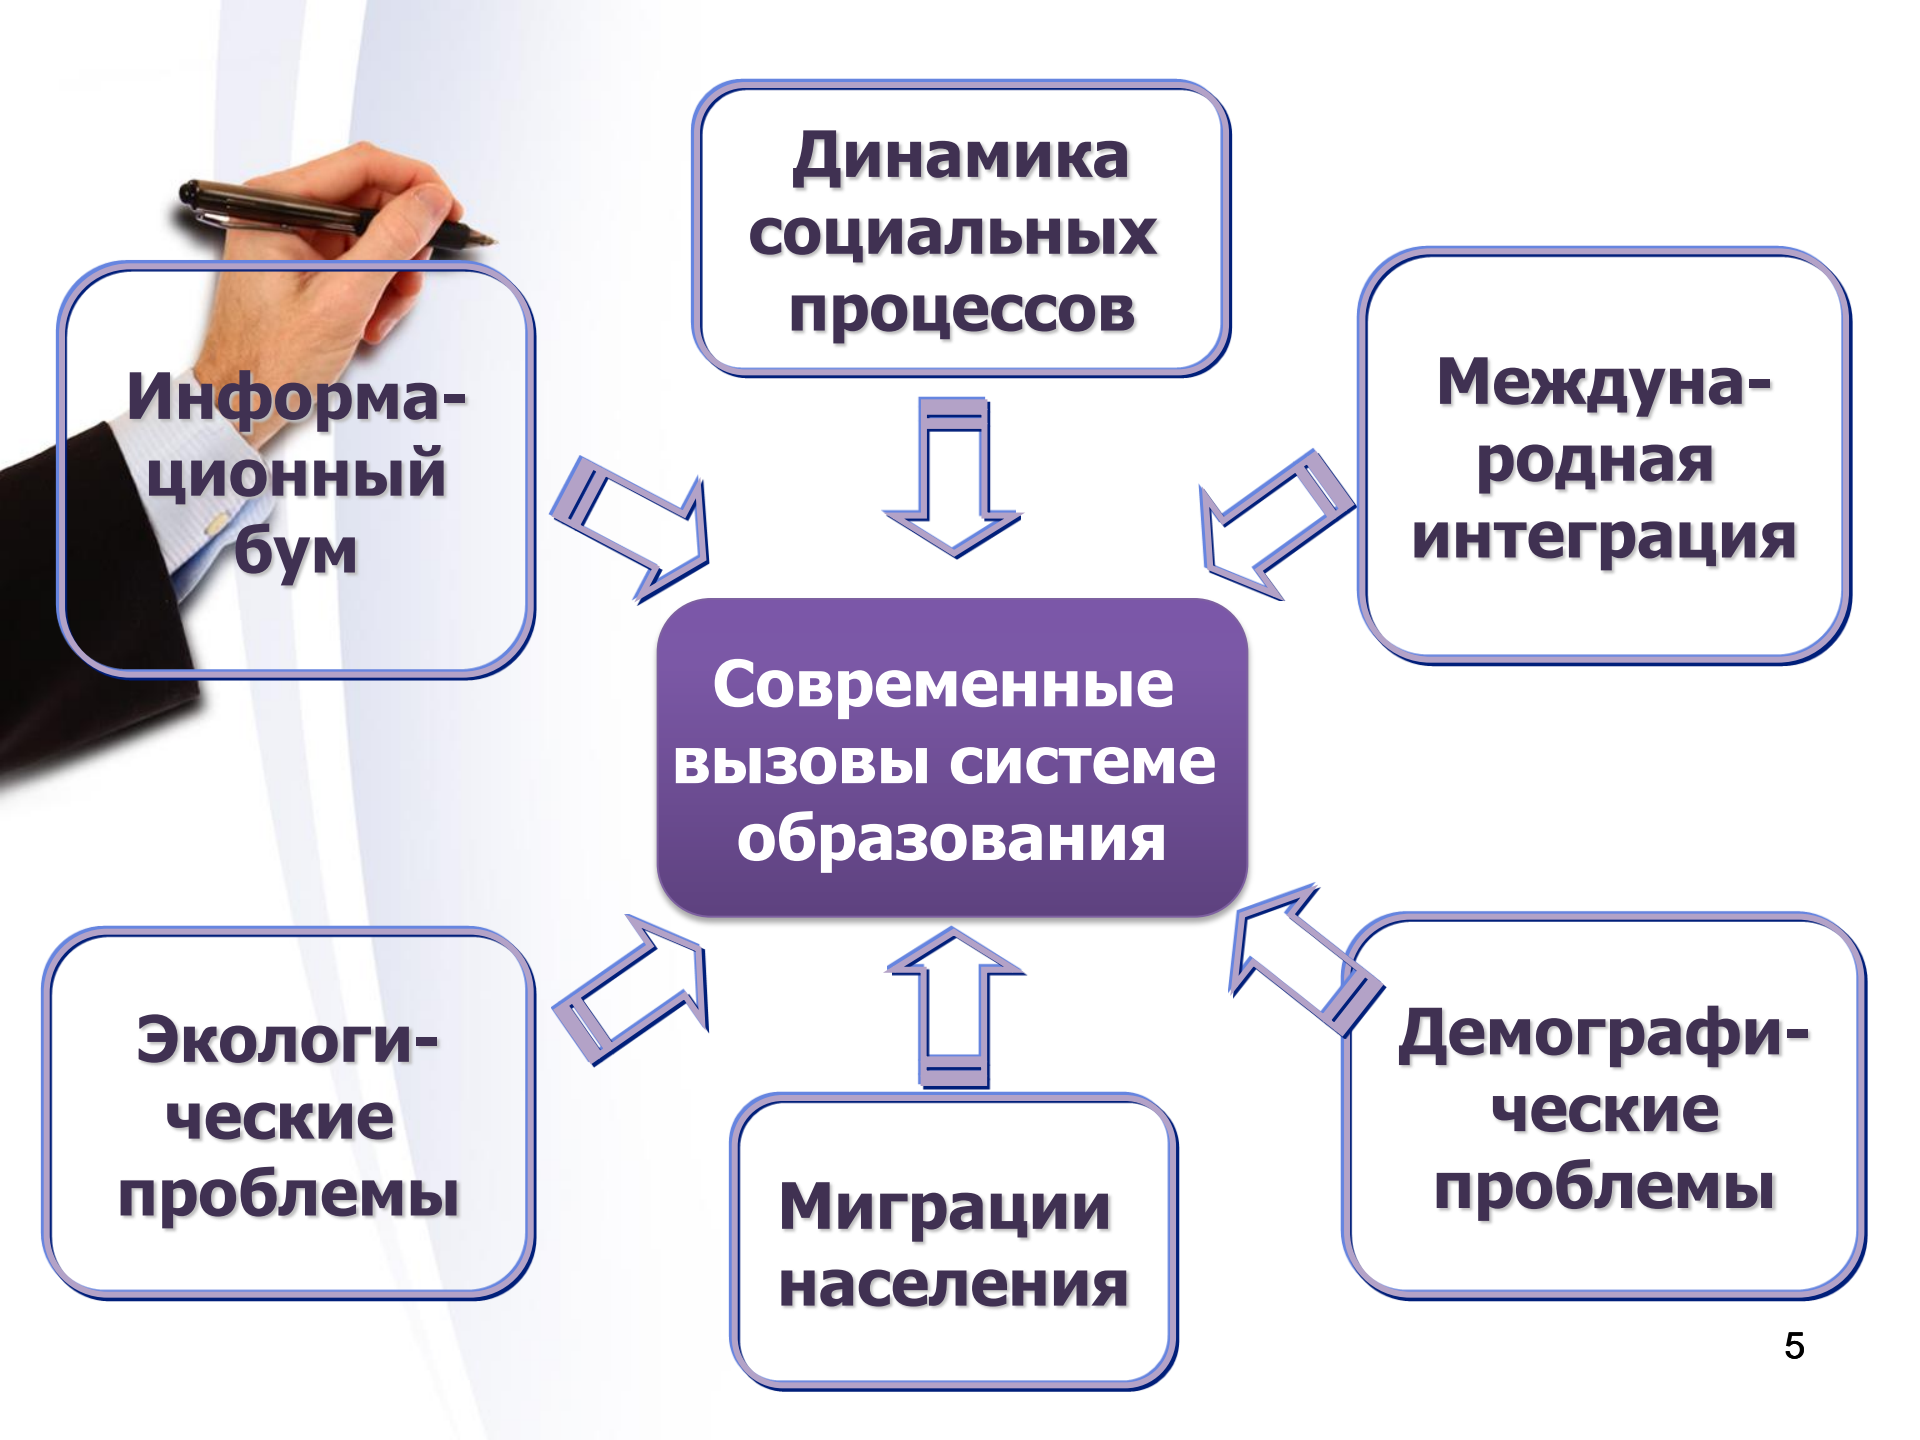 Динамика
социальных
процессов
Информа-
ционный
бум
Междуна-
родная
интеграция
Современные
вызовы системе
образования
Экологи-
ческие
проблемы
Миграции
населения
Демографи-
ческие
проблемы
5